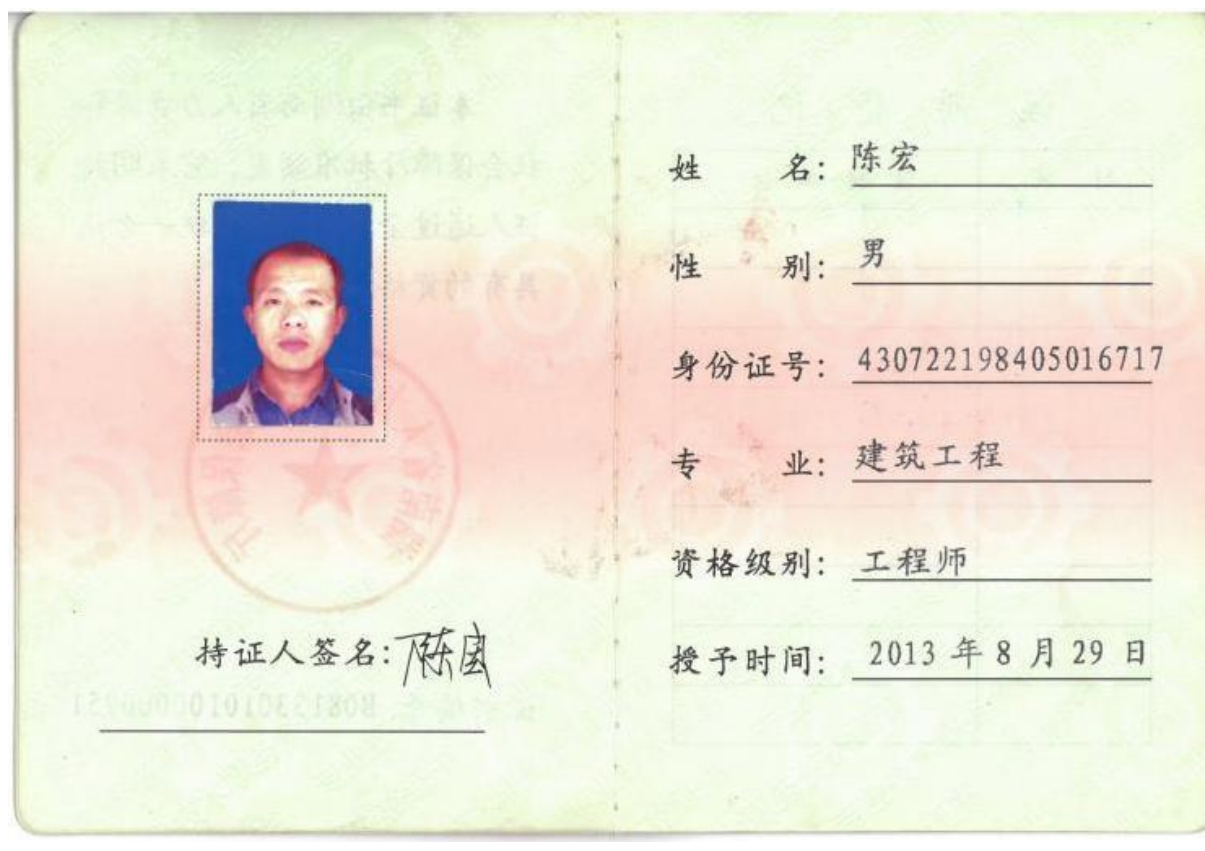 持证人签名：陈宏
姓 名：陈宏
性 别：男
身份证号：430722198405016717
专 业：建筑工程
资格级别：工程师
授予时间：2013 年 8 月 29 日